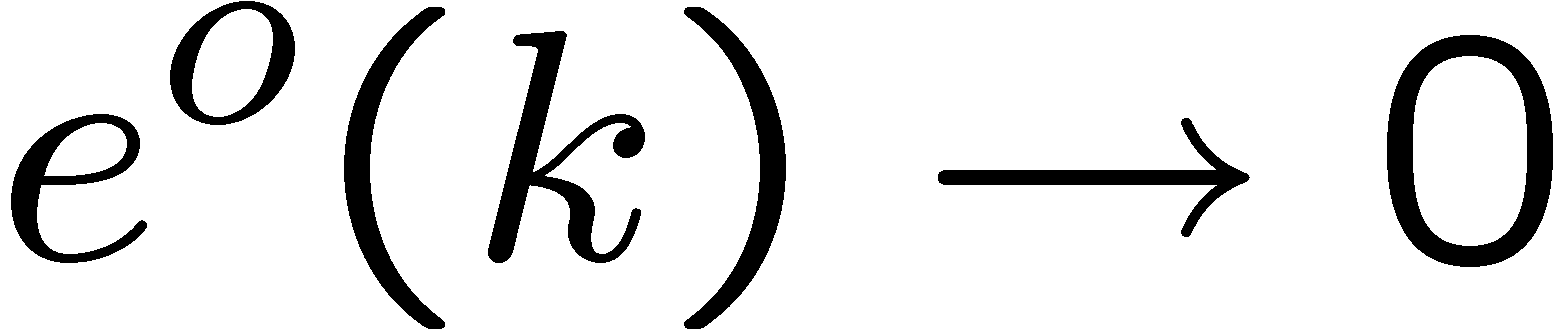 e^o(k) → 0